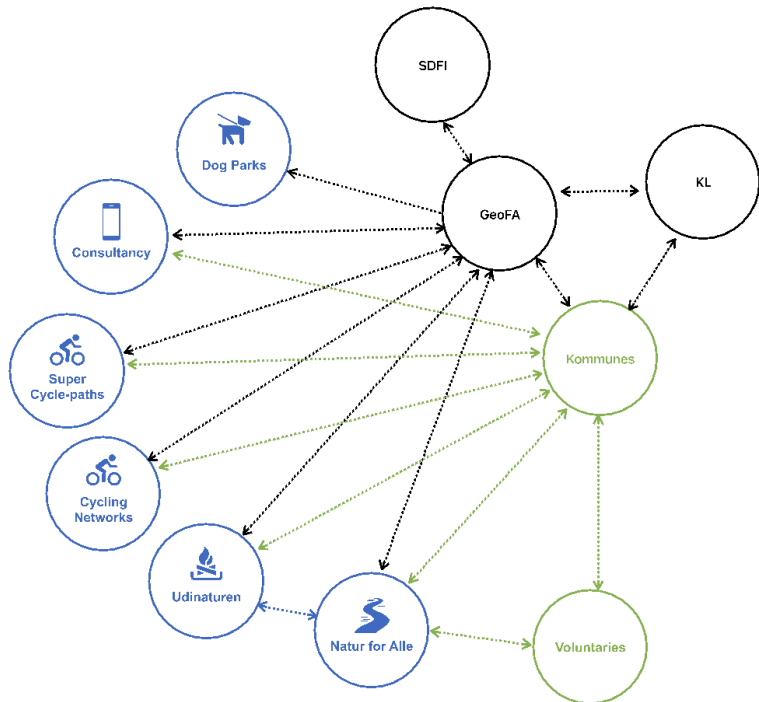 SDFI
Dog Parks
KL
GeoFA
Consultancy
Kommunes
Super
Cycle-paths
Cycling
Networks
Udinaturen
Natur for Alle
Voluntaries